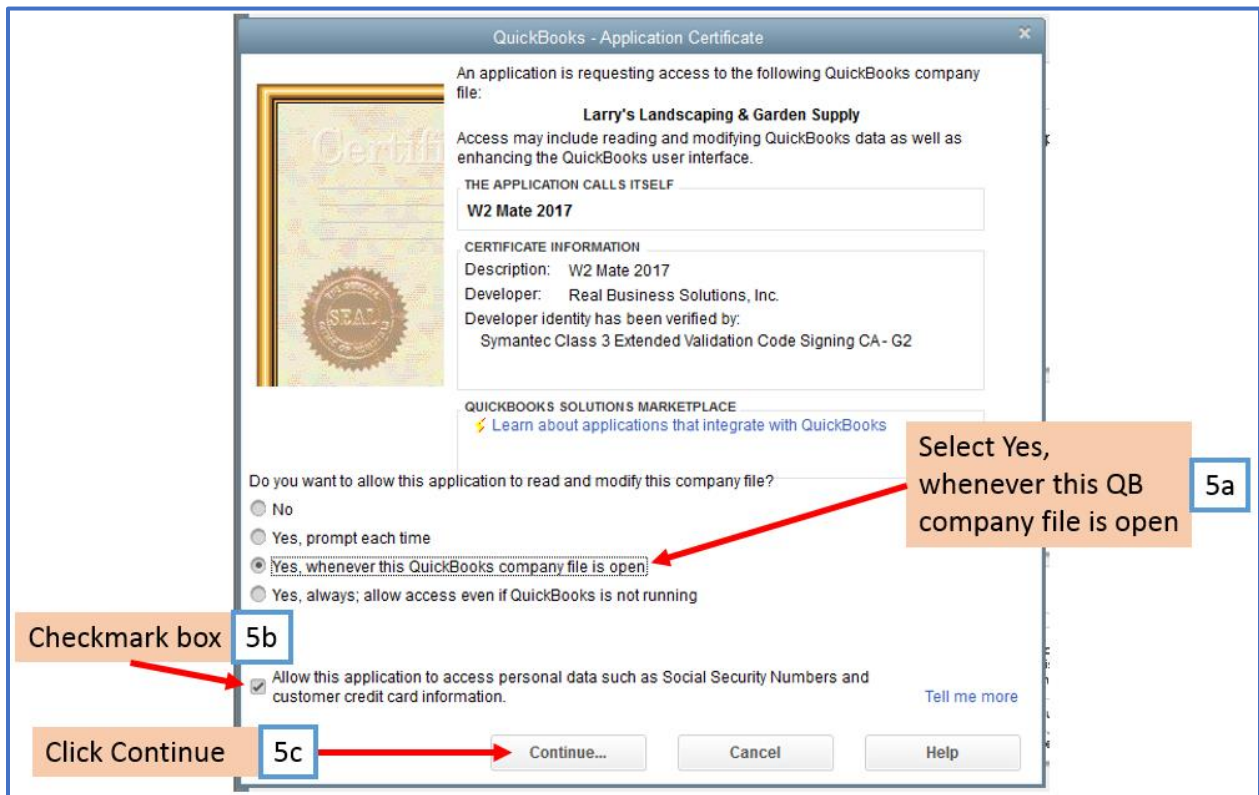 QuickBooks - Application Certificate
An application is requesting access to the following QuickBooks company
file:
Larry's Landscaping & Garden Supply
Access may include reading and modifying QuickBooks data as well as
enhancing the QuickBooks user interface.
THE APPLICATION CALLS ITSELF
W2 Mate 2017
CERTIFICATE INFORMATION
Description: W2 Mate 2017
Developer: Real Business Solutions, Inc.
Developer identity has been verified by:
Symantec Class 3 Extended Validation Code Signing CA - G2
SEAL
QUICKBOOKS SOLUTIONS MARKETPLACE
Learn about applications that integrate with QuickBooks
Select Yes,
whenever this QB
company file is open
5a
Do you want to allow this application to read and modify this company file?
No
Yes, prompt each time
Yes, whenever this QuickBooks company file is open
Yes, always; allow access even if QuickBooks is not running
Checkmark box 5b
Allow this application to access personal data such as Social Security Numbers and
customer credit card information.
Tell me more
Click Continue 5c
Continue... Cancel Help